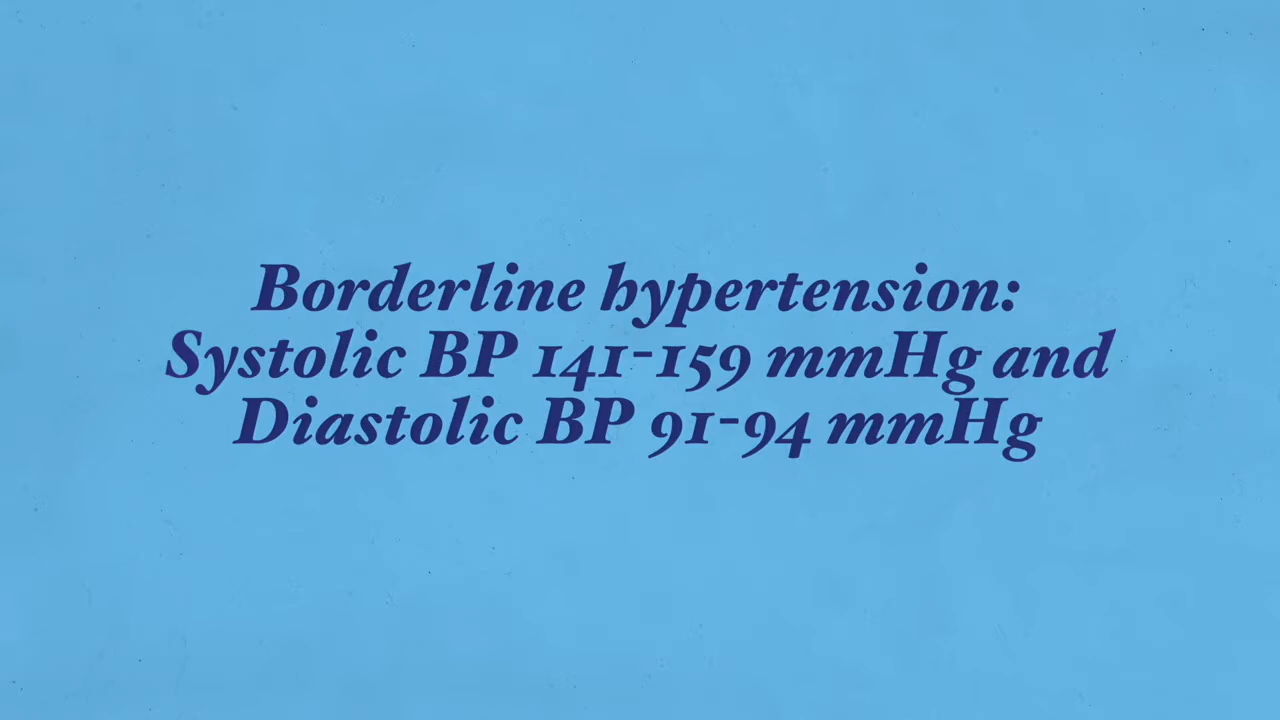 Borderline hypertension:
Systolic BP 141-159 mmHg and
Diastolic BP 91-94 mmHg